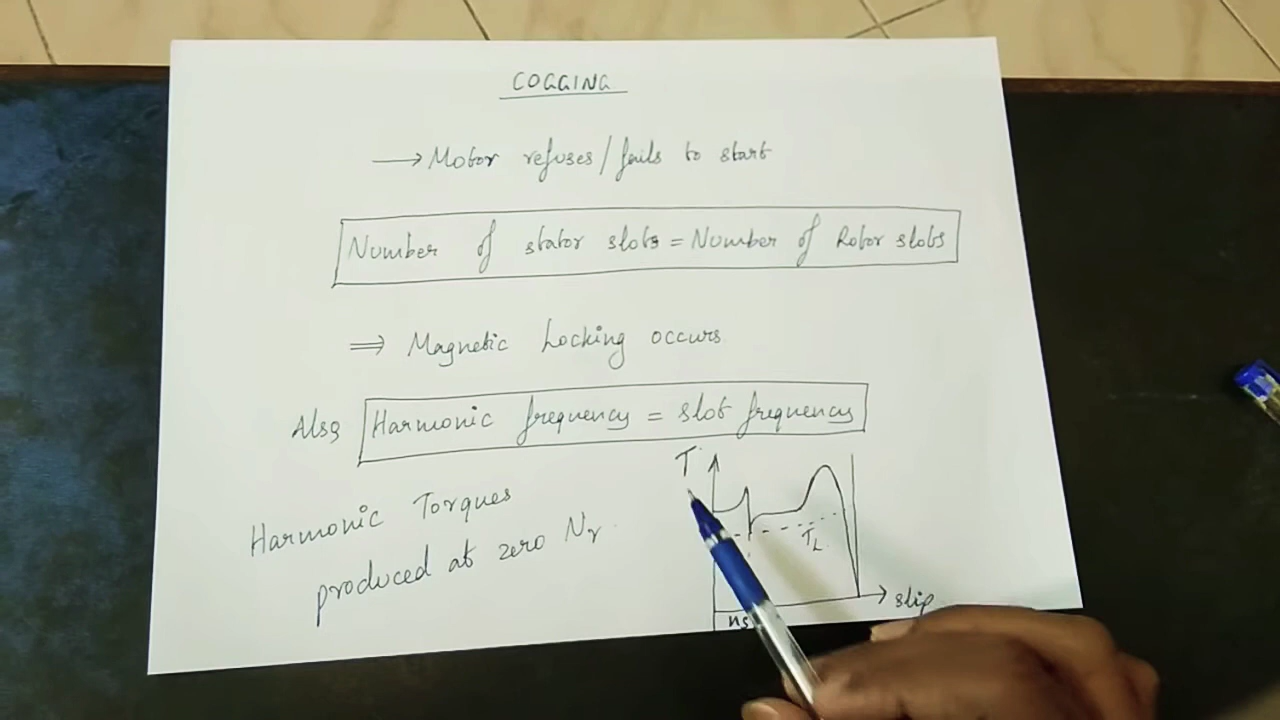 COGGING
→ Motor refuses/fails to start
Number of stator slots = Number of Rotor slots
⇒ Magnetic Locking occurs
Also Harmonic frequency = slot frequency
Harmonic Torques
produced at zero Nr
T
TL
slip
ns